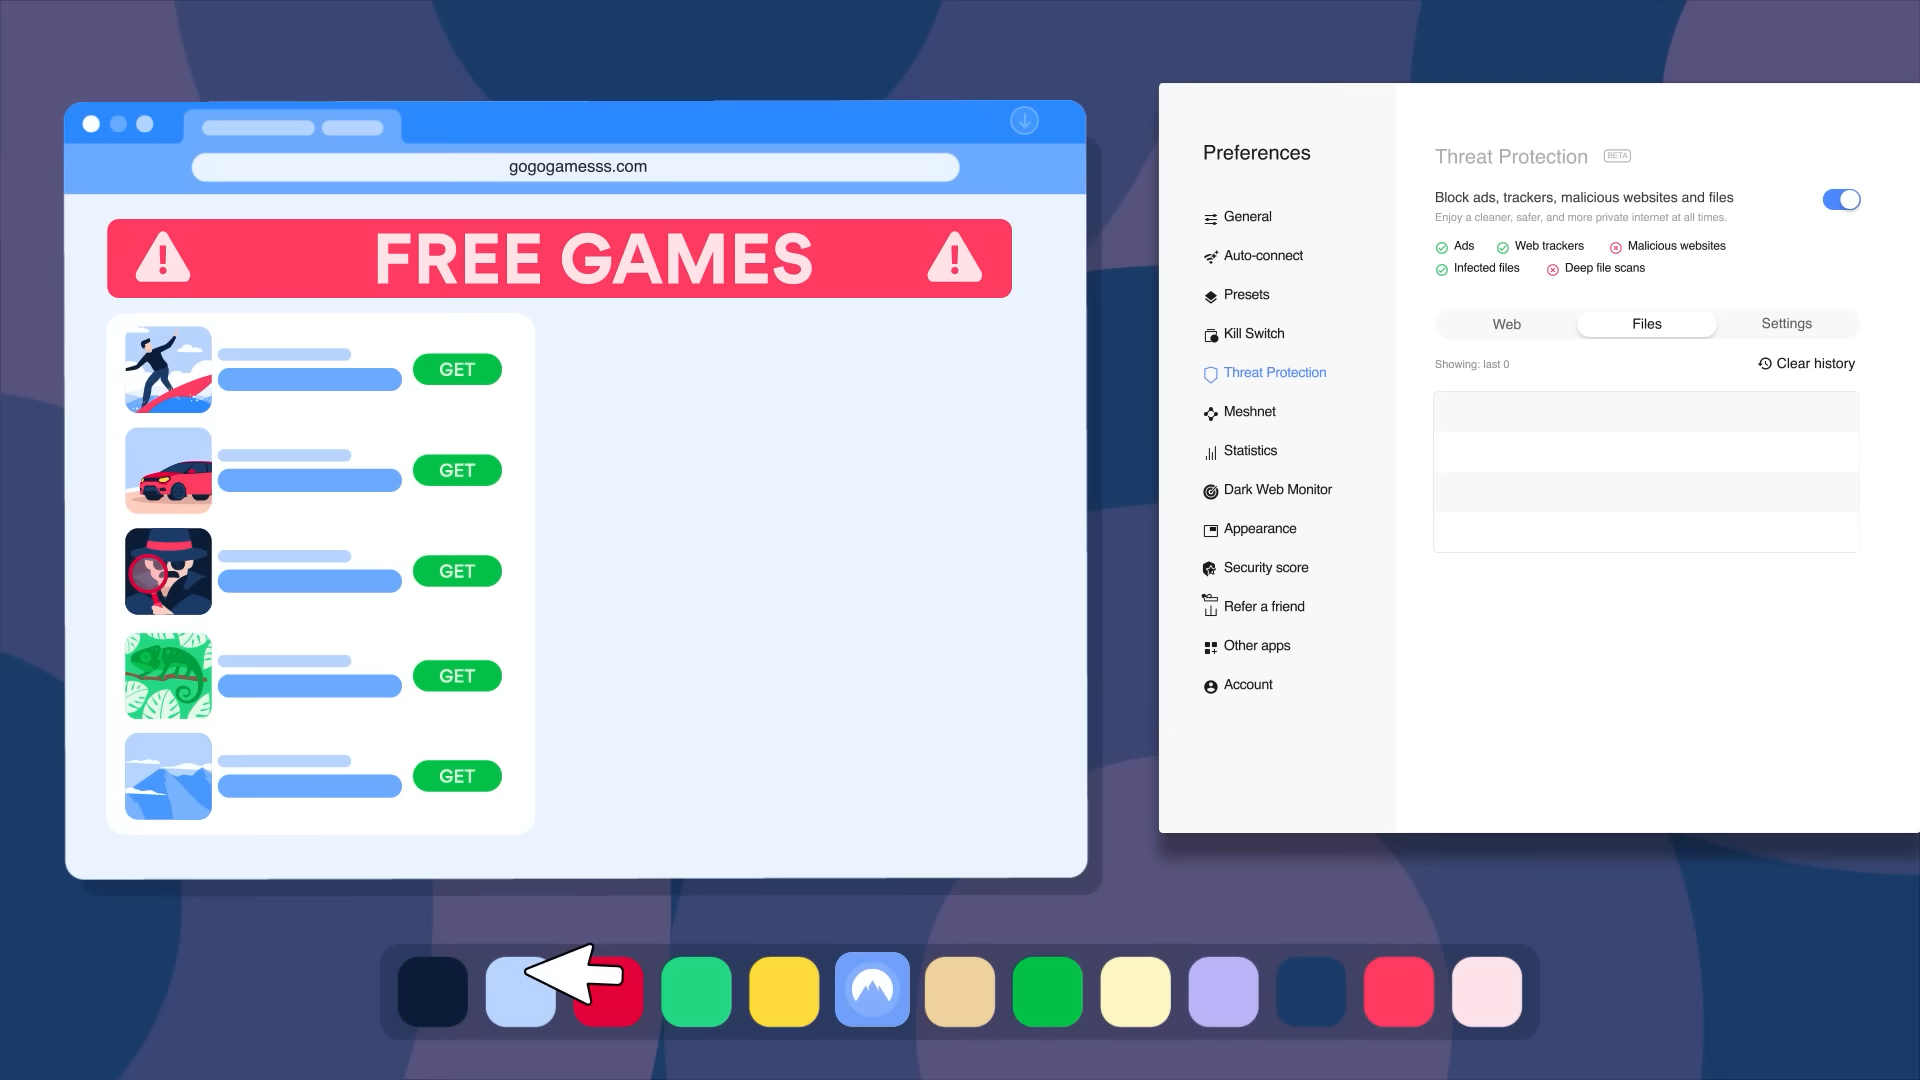 gogogamesss.com
FREE GAMES
GET
GET
GET
GET
GET
Preferences
General
Auto-connect
Presets
Kill Switch
Threat Protection
Meshnet
Statistics
Dark Web Monitor
Appearance
Security score
Refer a friend
Other apps
Account
Threat Protection BETA
Block ads, trackers, malicious websites and files
Enjoy a cleaner, safer, and more private internet at all times.
Ads Web trackers Malicious websites
Infected files Deep file scans
Web Files Settings
Showing: last 0 Clear history